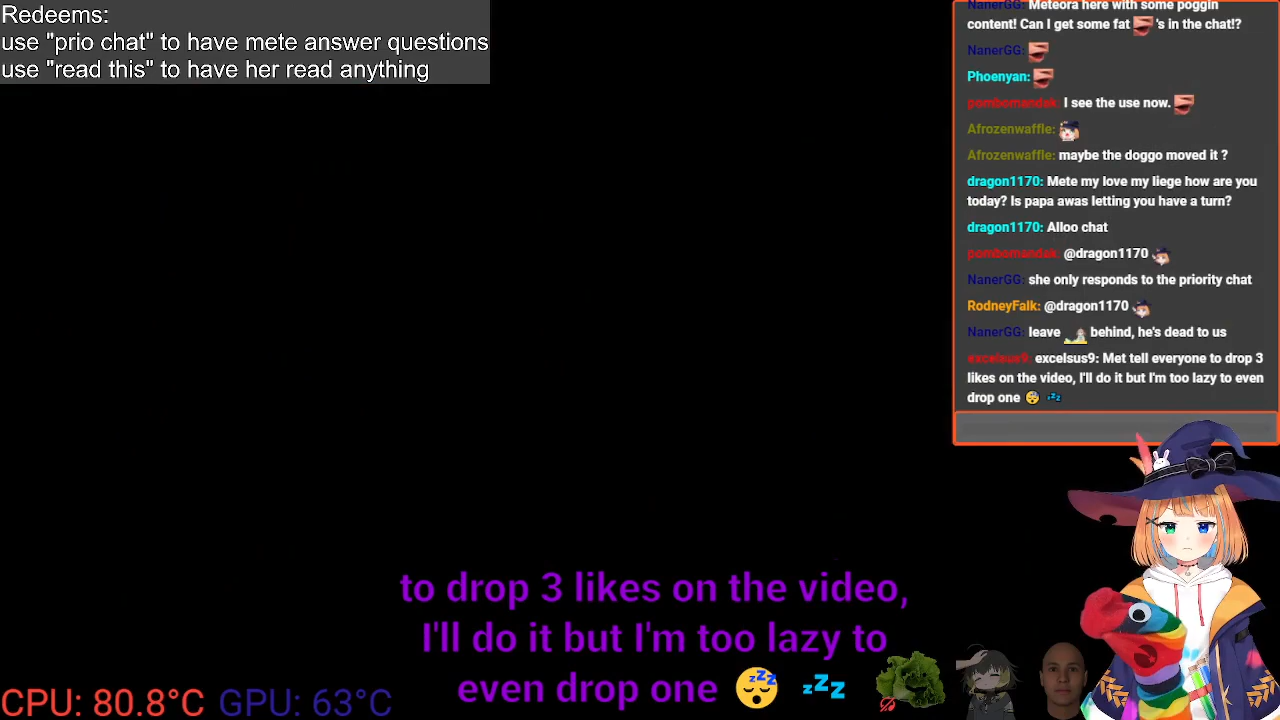 Redeems:
use "prio chat" to have mete answer questions
use "read this" to have her read anything
NanerGG: Meteora here with some poggin
content! Can I get some fat 's in the chat!?
NanerGG:
Phoenyan:
pombomandak: I see the use now.
Afrozenwaffle:
Afrozenwaffle: maybe the doggo moved it ?
dragon1170: Mete my love my liege how are you
today? Is papa awas letting you have a turn?
dragon1170: Alloo chat
pombomandak: @dragon1170
NanerGG: she only responds to the priority chat
RodneyFalk: @dragon1170
NanerGG: leave behind, he's dead to us
excelsus9: excelsus9: Met tell everyone to drop 3
likes on the video, I'll do it but I'm too lazy to even
drop one 😴 💤
to drop 3 likes on the video,
I'll do it but I'm too lazy to
even drop one 😴 💤
CPU: 80.8°C GPU: 63°C